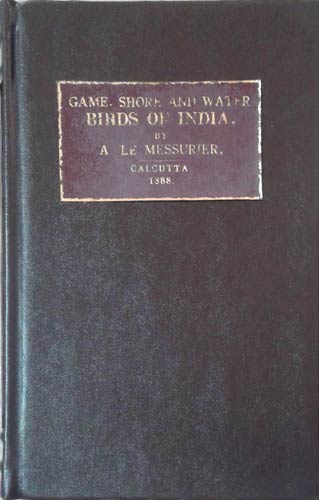 GAME, SHORE AND WATER
BIRDS OF INDIA.
BY
A. LE MESSURIER,
CALCUTTA
1888.